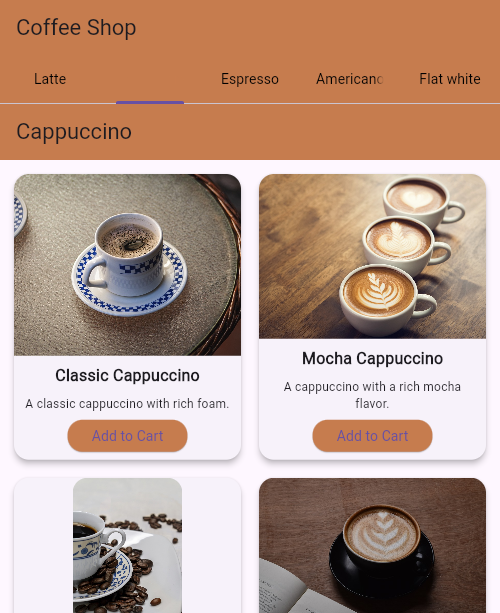 Coffee Shop
Latte
Espresso
American
Flat white
Cappuccino
Classic Cappuccino
A classic cappuccino with rich foam.
Add to Cart
Mocha Cappuccino
A cappuccino with a rich mocha
flavor.
Add to Cart